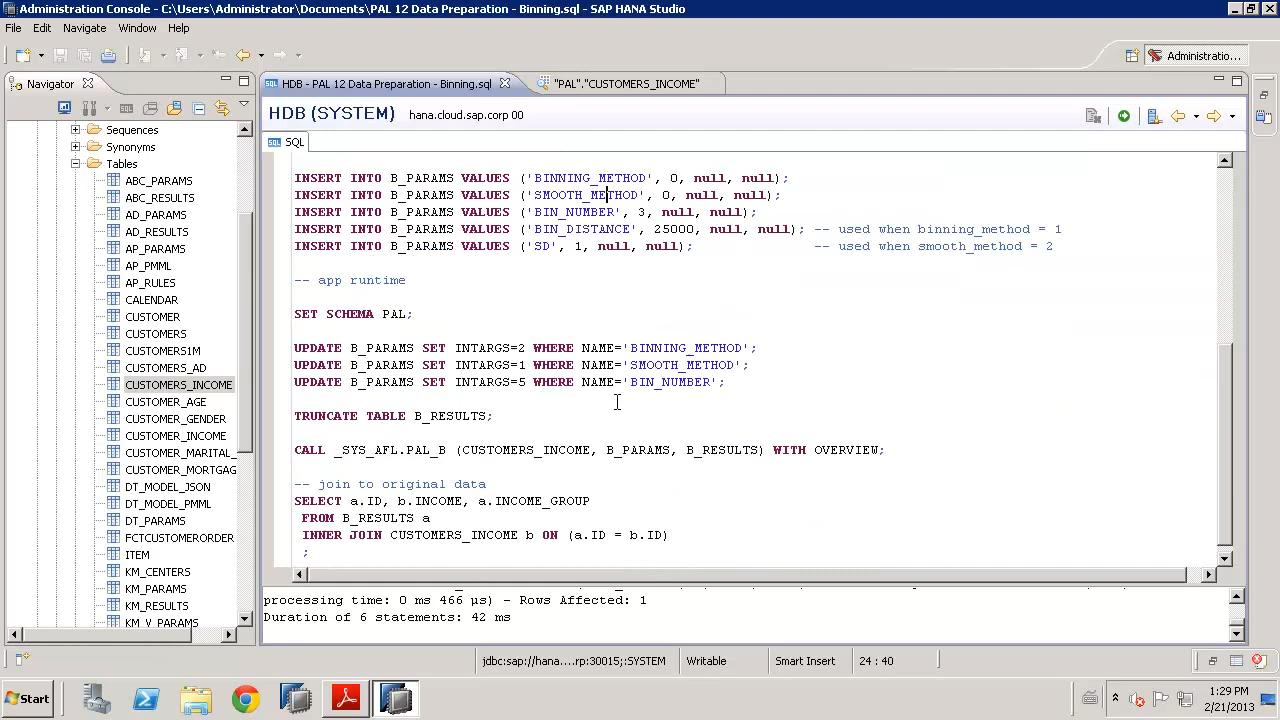 Administration Console - C:\Users\Administrator\Documents\PAL 12 Data Preparation - Binning.sql - SAP HANA Studio
File Edit Navigate Window Help
Administratio...
Navigator
HDB - PAL 12 Data Preparation - Binning.sql
"PAL"."CUSTOMERS_INCOME"
HDB (SYSTEM) hana.cloud.sap.corp 00
SQL
Sequences
Synonyms
Tables
ABC_PARAMS
ABC_RESULTS
AD_PARAMS
AD_RESULTS
AP_PARAMS
AP_PMML
AP_RULES
CALENDAR
CUSTOMER
CUSTOMERS
CUSTOMERS1M
CUSTOMERS_AD
CUSTOMERS_INCOME
CUSTOMER_AGE
CUSTOMER_GENDER
CUSTOMER_INCOME
CUSTOMER_MARITAL_
CUSTOMER_MORTGAG
DT_MODEL_JSON
DT_MODEL_PMML
DT_PARAMS
FCTCUSTOMERORDER
ITEM
KM_CENTERS
KM_PARAMS
KM_RESULTS
KM_V_PARAMS
INSERT INTO B_PARAMS VALUES ('BINNING_METHOD', 0, null, null);
INSERT INTO B_PARAMS VALUES ('SMOOTH_METHOD', 0, null, null);
INSERT INTO B_PARAMS VALUES ('BIN_NUMBER', 3, null, null);
INSERT INTO B_PARAMS VALUES ('BIN_DISTANCE', 25000, null, null); -- used when binning_method = 1
INSERT INTO B_PARAMS VALUES ('SD', 1, null, null); -- used when smooth_method = 2
-- app runtime
SET SCHEMA PAL;
UPDATE B_PARAMS SET INTARGS=2 WHERE NAME='BINNING_METHOD';
UPDATE B_PARAMS SET INTARGS=1 WHERE NAME='SMOOTH_METHOD';
UPDATE B_PARAMS SET INTARGS=5 WHERE NAME='BIN_NUMBER';
TRUNCATE TABLE B_RESULTS;
CALL _SYS_AFL.PAL_B (CUSTOMERS_INCOME, B_PARAMS, B_RESULTS) WITH OVERVIEW;
-- join to original data
SELECT a.ID, b.INCOME, a.INCOME_GROUP
FROM B_RESULTS a
INNER JOIN CUSTOMERS_INCOME b ON (a.ID = b.ID)
;
processing time: 0 ms 466 µs) - Rows Affected: 1
Duration of 6 statements: 42 ms
jdbc:sap://hana....rp:30015/:SYSTEM Writable Smart Insert 24 : 40
Start
1:29 PM
2/21/2013